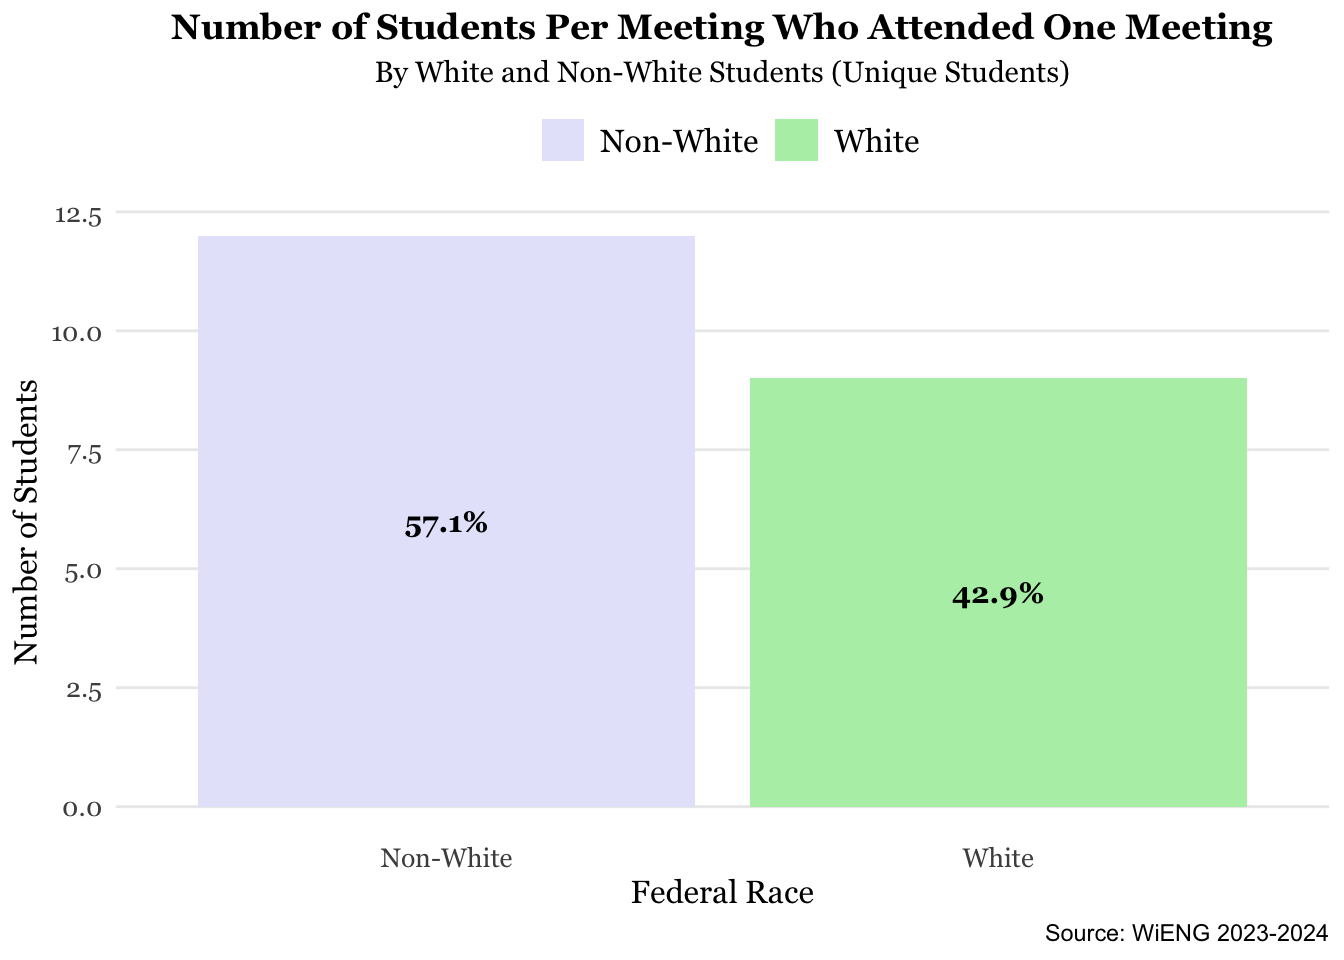 Number of Students Per Meeting Who Attended One Meeting
By White and Non-White Students (Unique Students)
Non-White White
12.5
10.0
7.5
5.0
2.5
0.0
Number of Students
57.1%
42.9%
Non-White White
Federal Race
Source: WiENG 2023-2024